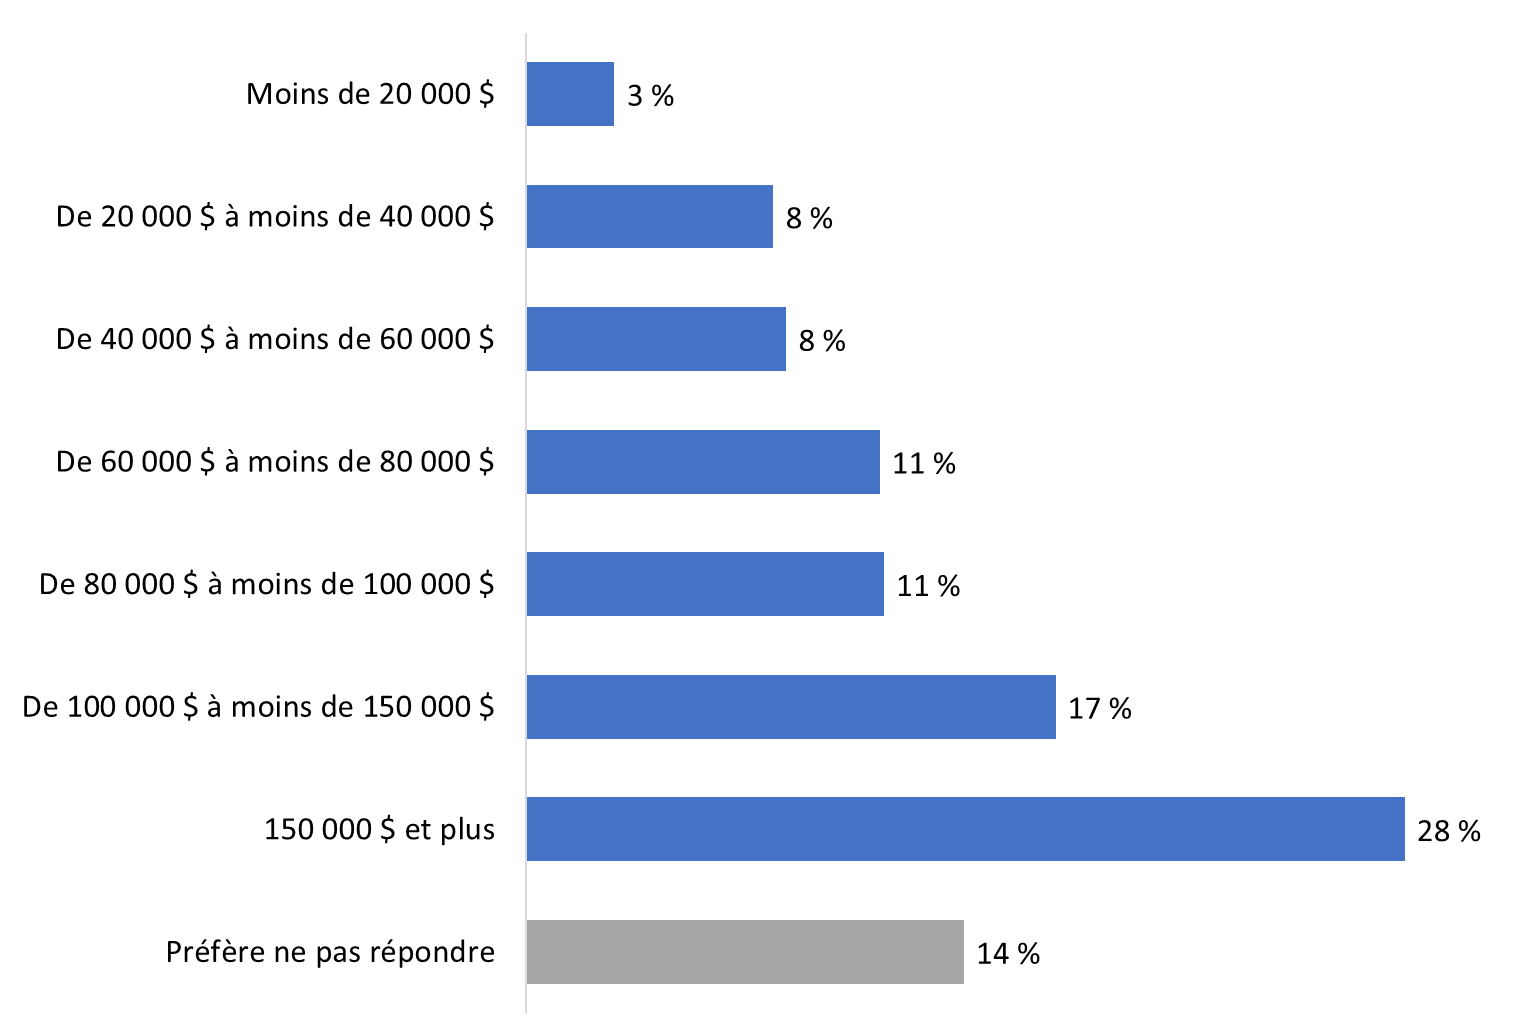 Moins de 20 000 $ 3 %
De 20 000 $ à moins de 40 000 $ 8 %
De 40 000 $ à moins de 60 000 $ 8 %
De 60 000 $ à moins de 80 000 $ 11 %
De 80 000 $ à moins de 100 000 $ 11 %
De 100 000 $ à moins de 150 000 $ 17 %
150 000 $ et plus 28 %
Préfère ne pas répondre 14 %